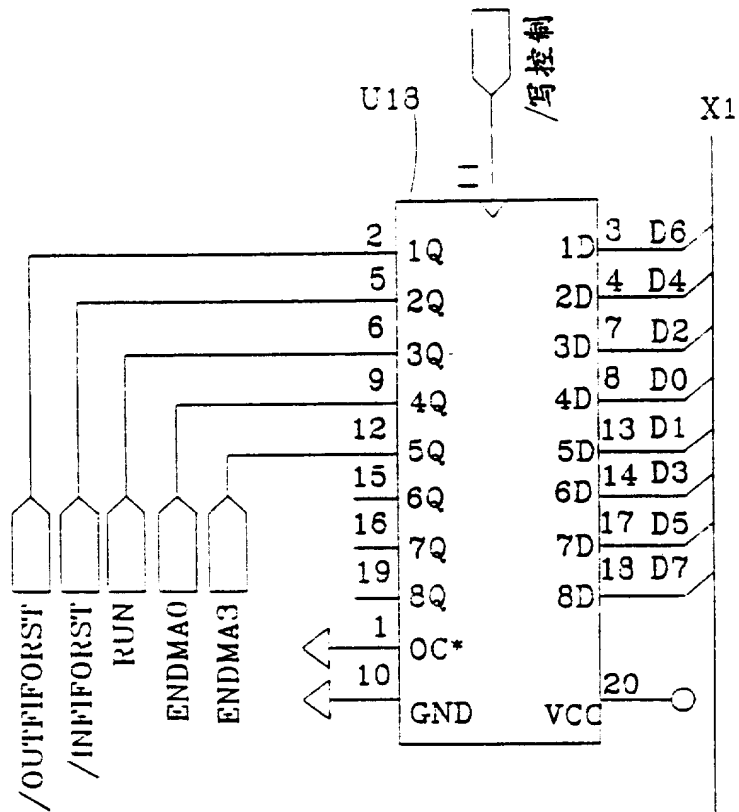 /写控制
U18
X1
11
2 1Q 1D 3 D6
5 2Q 2D 4 D4
6 3Q 3D 7 D2
9 4Q 4D 8 D0
12 5Q 5D 13 D1
15 6Q 6D 14 D3
16 7Q 7D 17 D5
19 8Q 8D 18 D7
1 OC*
10 GND VCC 20
/OUTFIFORST
/INFIFORST
RUN
ENDMA0
ENDMA3